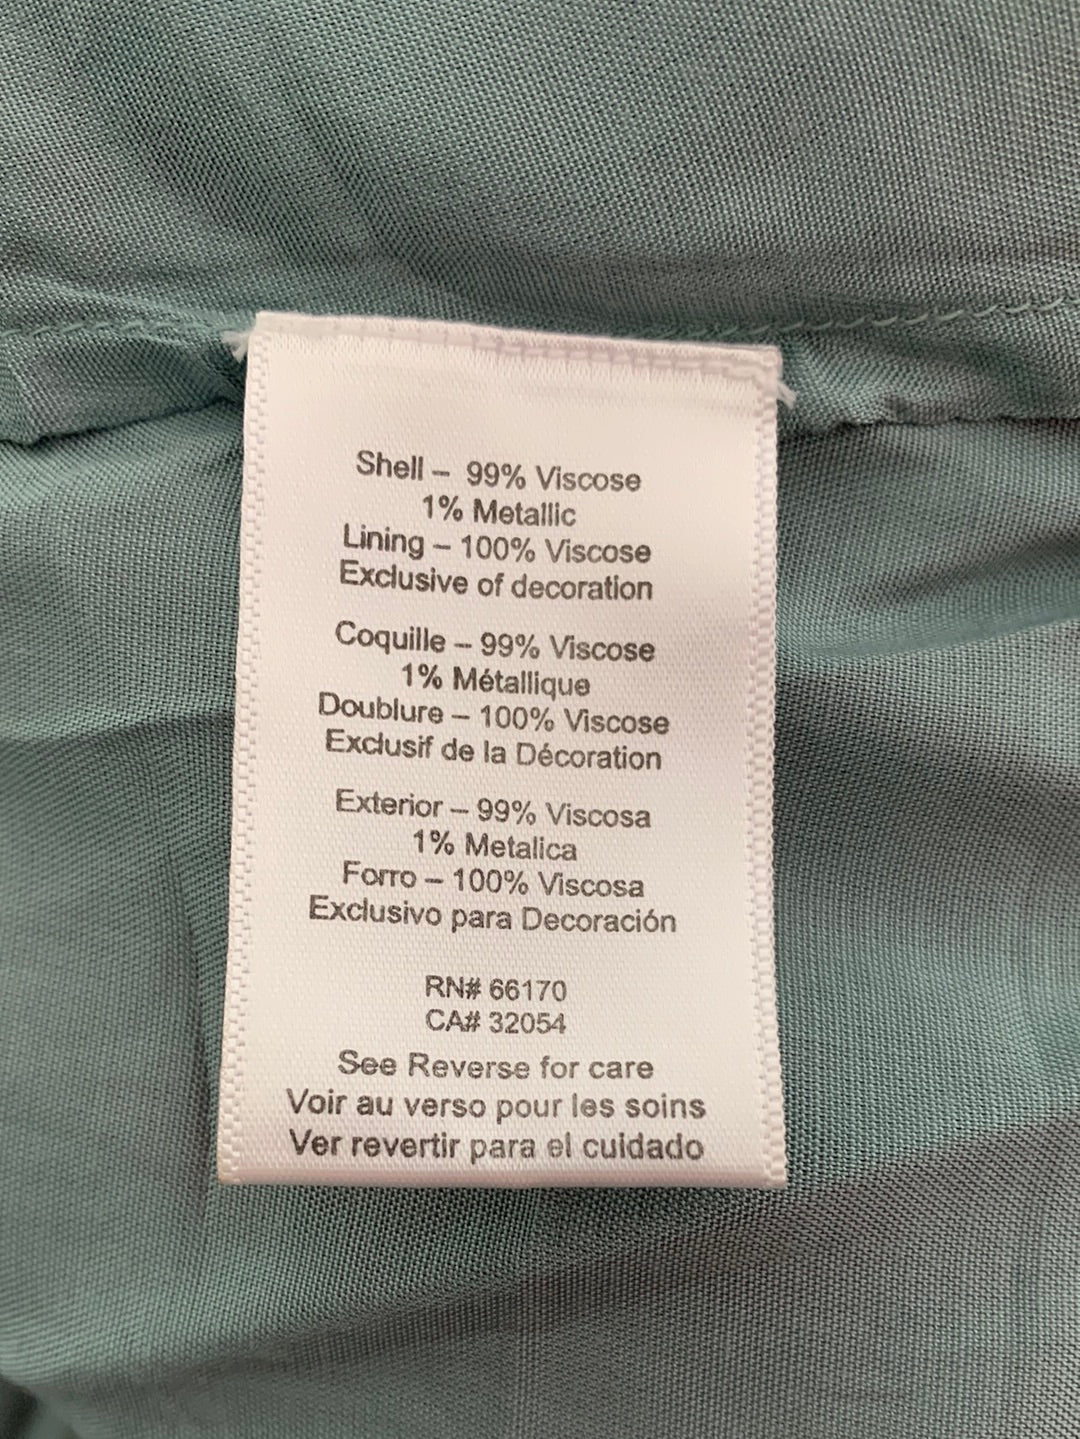 Shell – 99% Viscose
1% Metallic
Lining – 100% Viscose
Exclusive of decoration
Coquille – 99% Viscose
1% Métallique
Doublure – 100% Viscose
Exclusif de la Décoration
Exterior – 99% Viscosa
1% Metalica
Forro – 100% Viscosa
Exclusivo para Decoración
RN# 66170
CA# 32054
See Reverse for care
Voir au verso pour les soins
Ver revertir para el cuidado